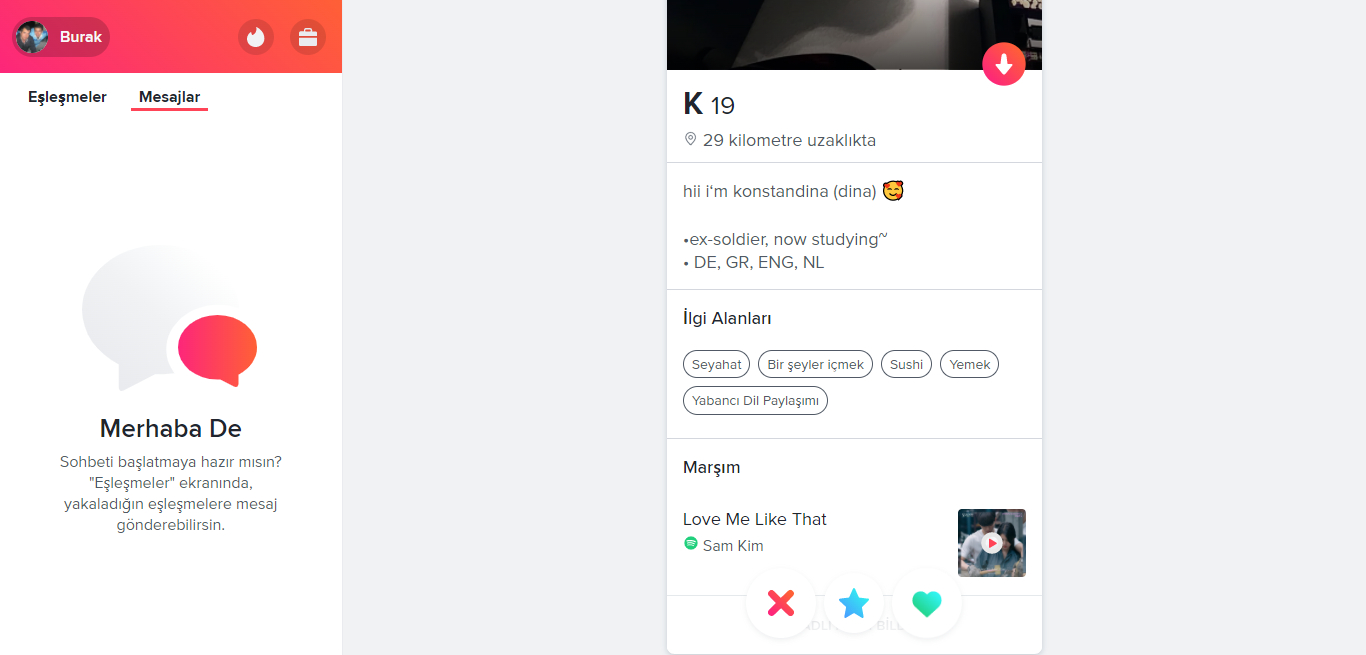 Burak
Eşleşmeler
Mesajlar
Merhaba De
Sohbeti başlatmaya hazır mısın?
"Eşleşmeler" ekranında,
yakaladığın eşleşmelere mesaj
gönderebilirsin.
K 19
29 kilometre uzaklıkta
hii i‘m konstandina (dina) 🥰
•ex-soldier, now studying~
• DE, GR, ENG, NL
İlgi Alanları
Seyahat
Bir şeyler içmek
Sushi
Yemek
Yabancı Dil Paylaşımı
Marşım
Love Me Like That
Sam Kim